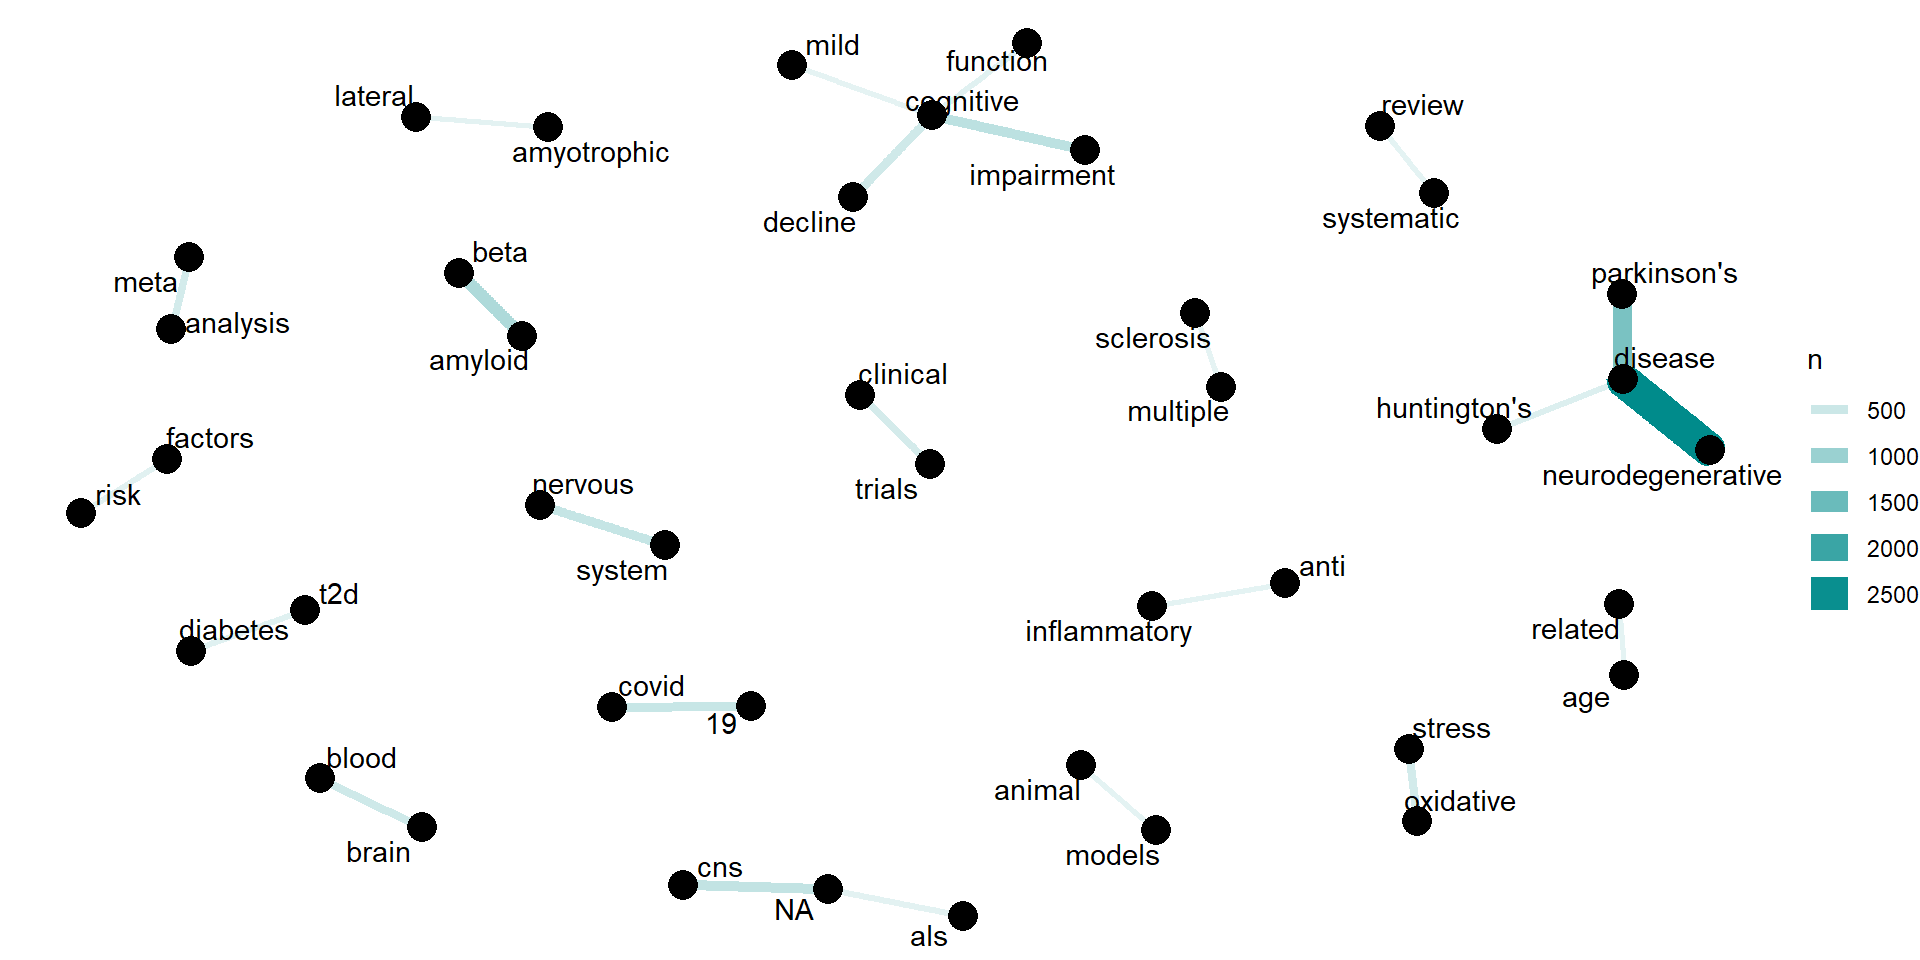 mild
function
lateral
cognitive
review
amyotrophic
impairment
systematic
decline
beta
meta
parkinson's
analysis
amyloid
sclerosis
disease
n
clinical
huntington's
multiple
500
factors
1000
neurodegenerative
risk
nervous
trials
1500
system
2000
anti
t2d
2500
diabetes
inflammatory
related
covid
age
19
stress
blood
animal
oxidative
brain
models
cns
NA
als